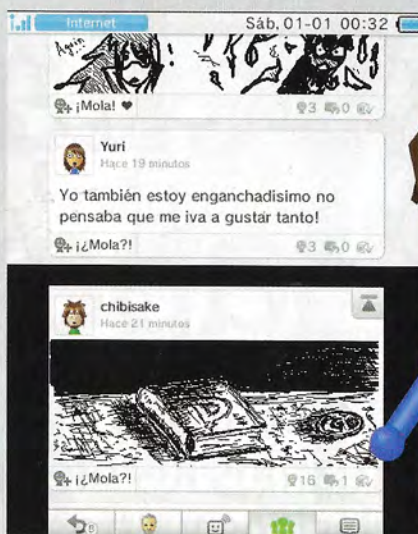 Internet
Sáb, 01-01 00:32
Again
¡Mola! ♥
3 0
Yuri
Hace 19 minutos
Yo también estoy enganchadisimo no
pensaba que me iva a gustar tanto!
¡¿Mola?!
3 0
chibisake
Hace 21 minutos
¡¿Mola?!
16 1